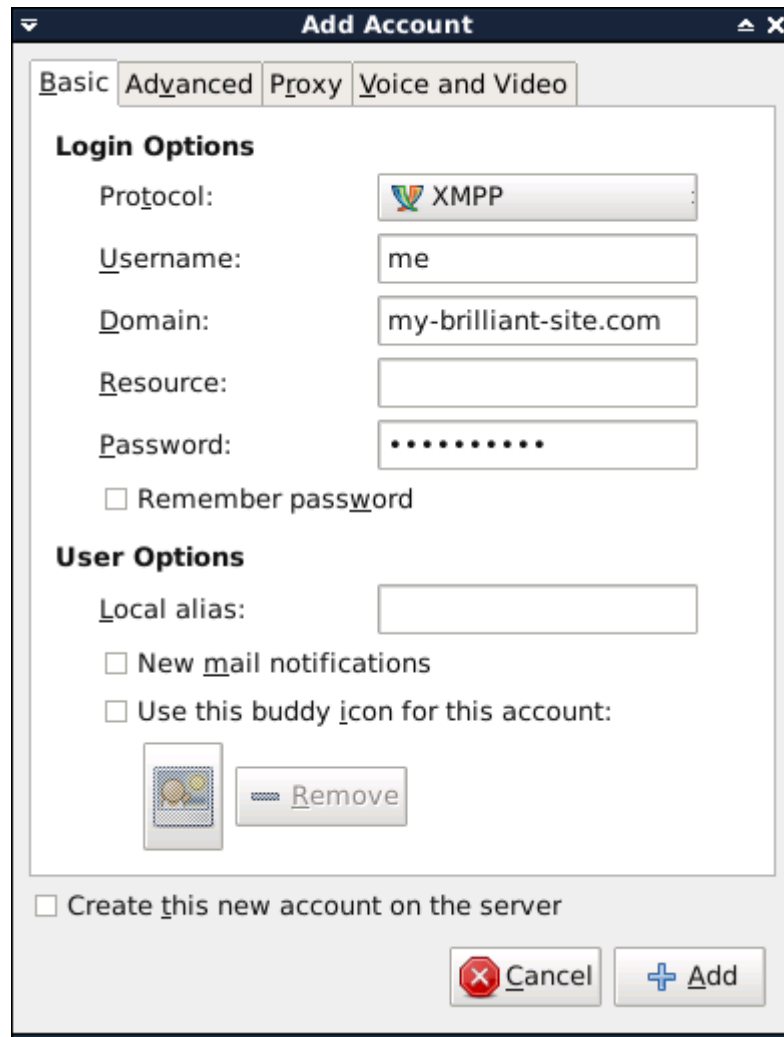 Add Account
Basic Advanced Proxy Voice and Video
Login Options
Protocol: XMPP
Username: me
Domain: my-brilliant-site.com
Resource:
Password: ••••••••••
Remember password
User Options
Local alias:
New mail notifications
Use this buddy icon for this account:
Remove
Create this new account on the server
Cancel Add